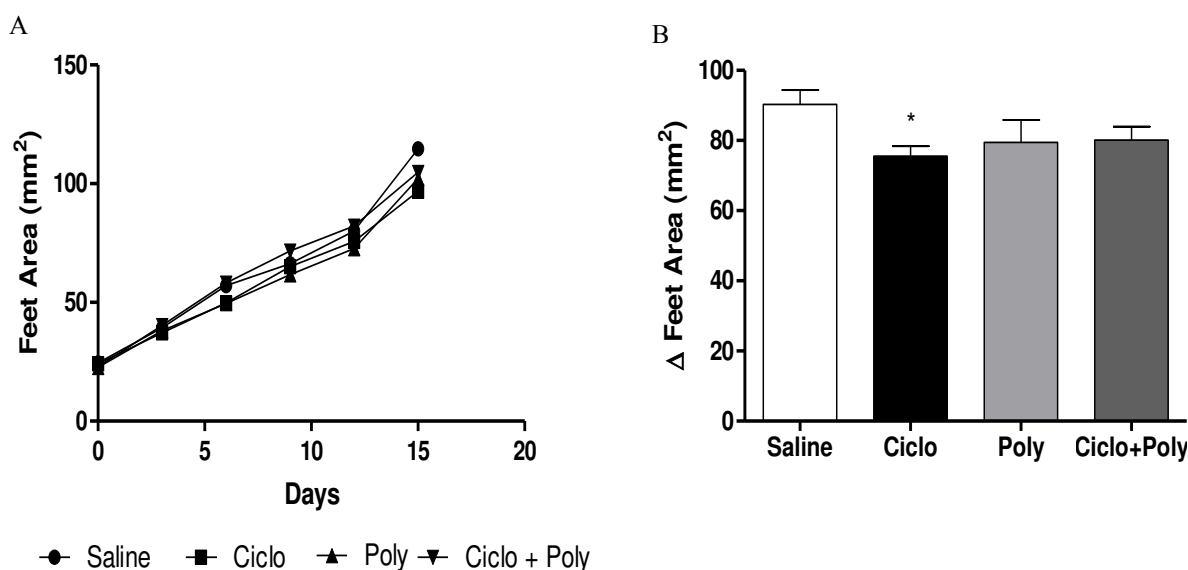 A
150
100
50
0
Feet Area (mm²)
0 5 10 15 20
Days
Saline Ciclo Poly Ciclo + Poly
B
100
80
60
40
20
0
Δ Feet Area (mm²)
*
Saline Ciclo Poly Ciclo+Poly